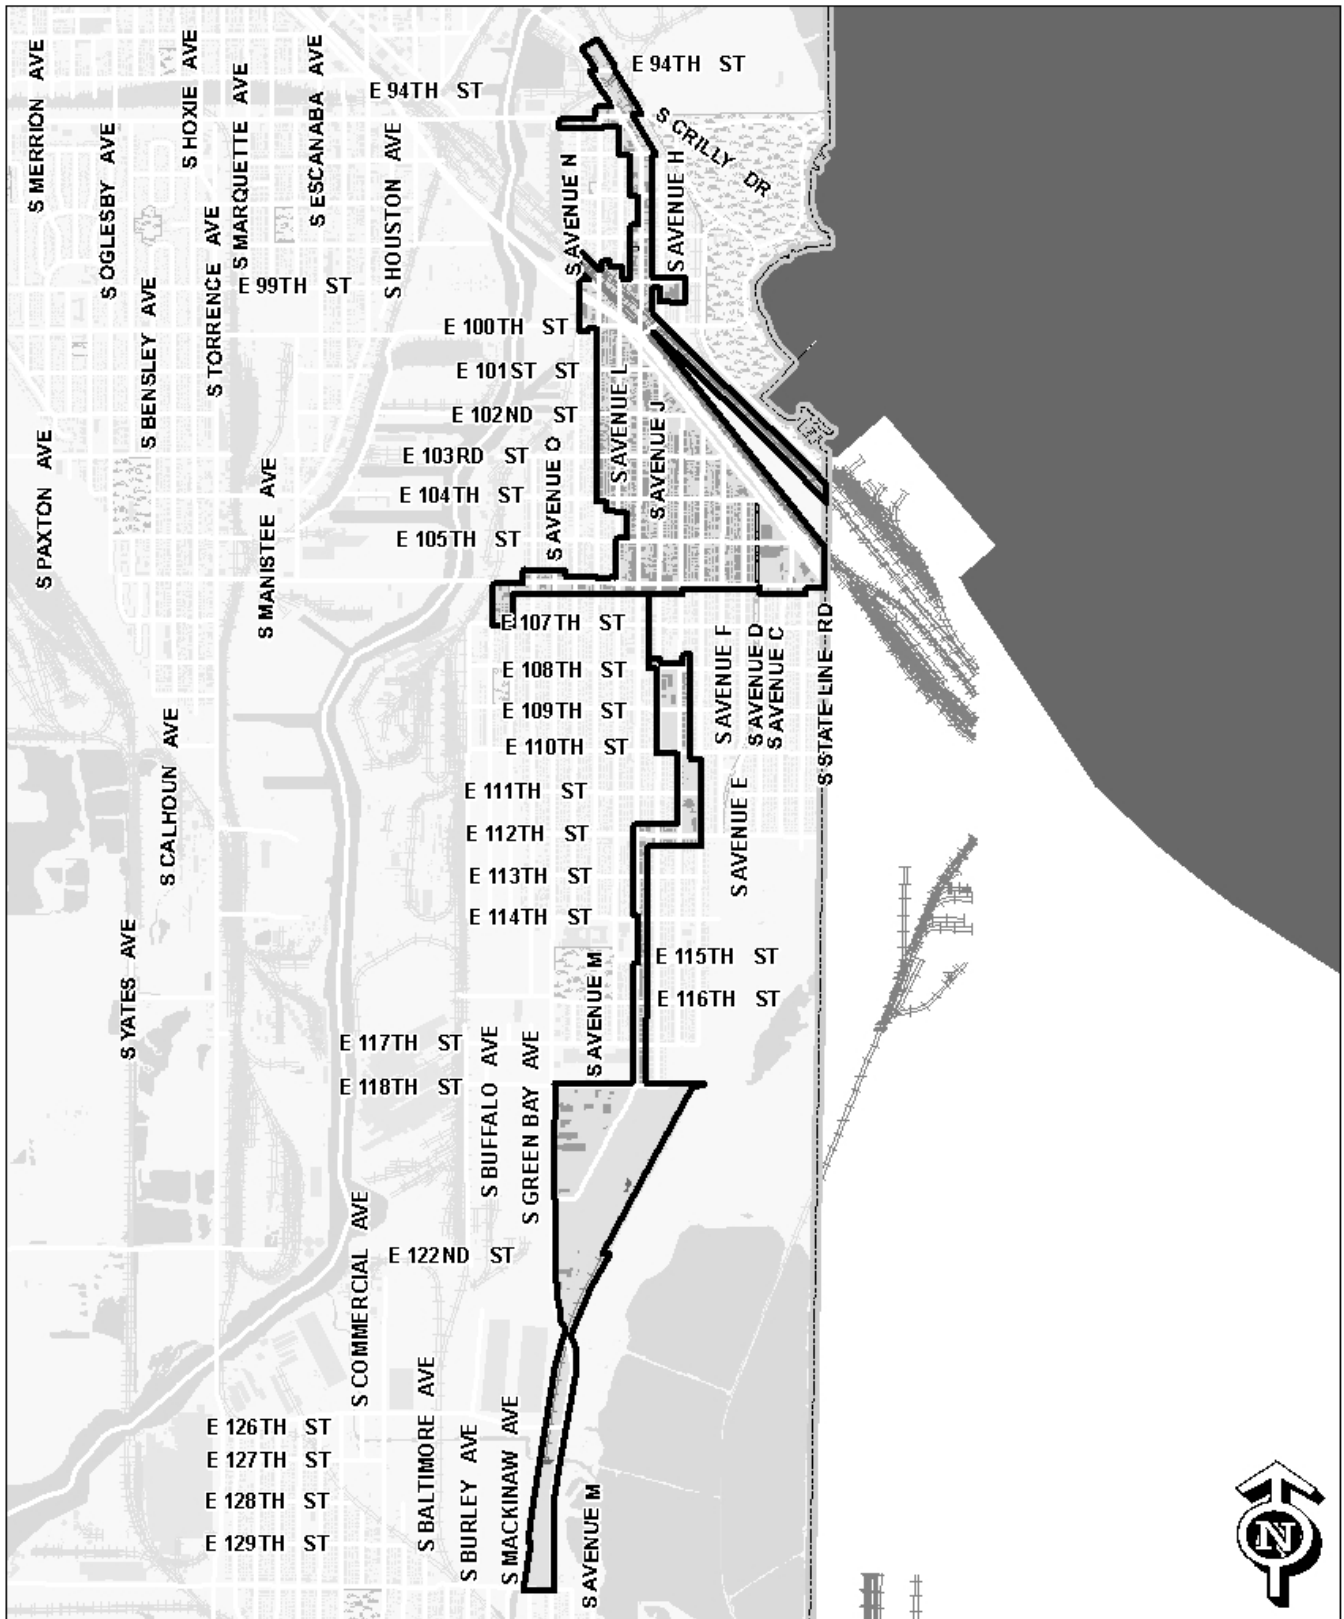 S MERRION AVE
S OGLESBY AVE
S HOXIE AVE
S MARQUETTE AVE
S ESCANABA AVE
E 94TH ST
S HOUSTON AVE
E 94TH ST
S CRILLY DR
S AVENUE N
S AVENUE H
S BENSLEY AVE
S TORRENCE AVE
E 99TH ST
E 100TH ST
E 101ST ST
E 102ND ST
E 103RD ST
E 104TH ST
E 105TH ST
S AVENUE O
S AVENUE L
S AVENUE J
S PAXTON AVE
S MANISTEE AVE
E 107TH ST
E 108TH ST
E 109TH ST
E 110TH ST
E 111TH ST
E 112TH ST
E 113TH ST
E 114TH ST
S AVENUE F
S AVENUE D
S AVENUE C
S STATE LINE RD
S AVENUE E
S CALHOUN AVE
S YATES AVE
E 115TH ST
E 116TH ST
S AVENUE M
E 117TH ST
E 118TH ST
S BUFFALO AVE
S GREEN BAY AVE
S COMMERCIAL AVE
E 122ND ST
E 126TH ST
E 127TH ST
E 128TH ST
E 129TH ST
S BALTIMORE AVE
S BURLEY AVE
S MACKINAW AVE
S AVENUE M
N